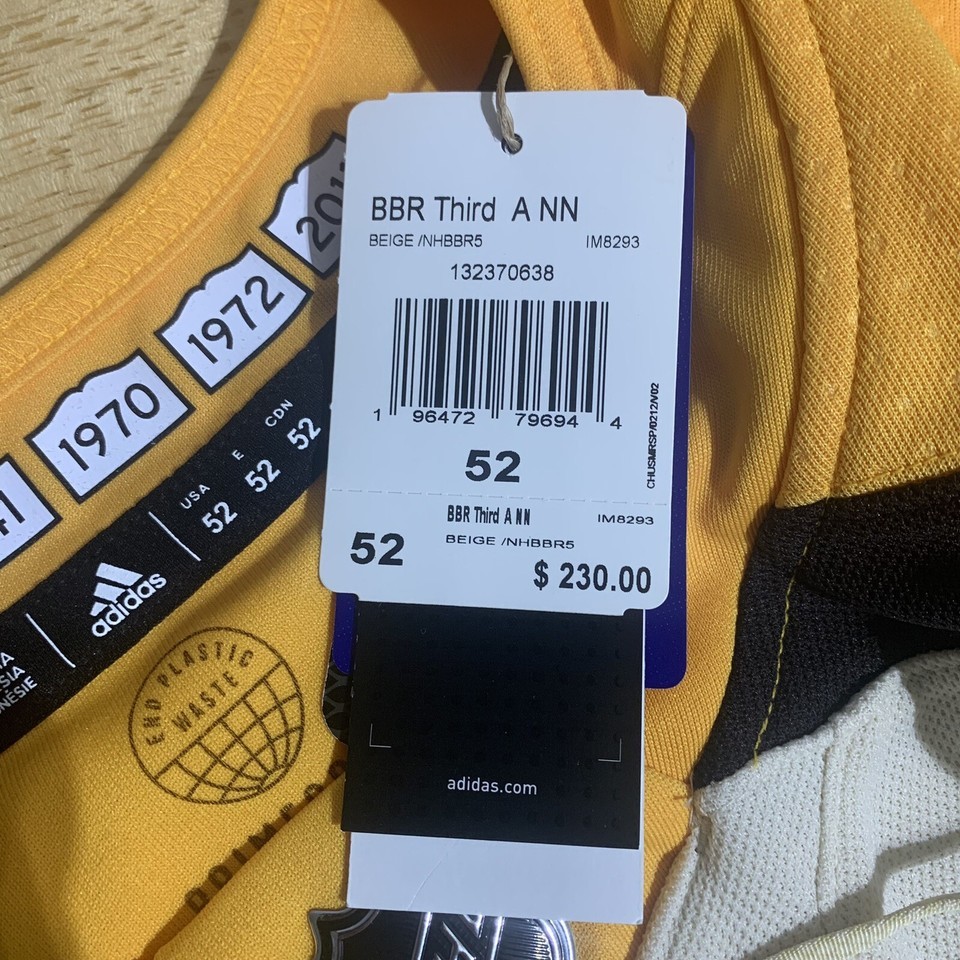 BBR Third A NN
BEIGE /NHBBR5 IM8293
132370638
1 96472 79694 4
52
CHUSMRSP/0212/V02
BBR Third A NN IM8293
52 BEIGE /NHBBR5
$ 230.00
adidas.com
1970
1972
USA E CDN
52 52 52
adidas
END PLASTIC
WASTE